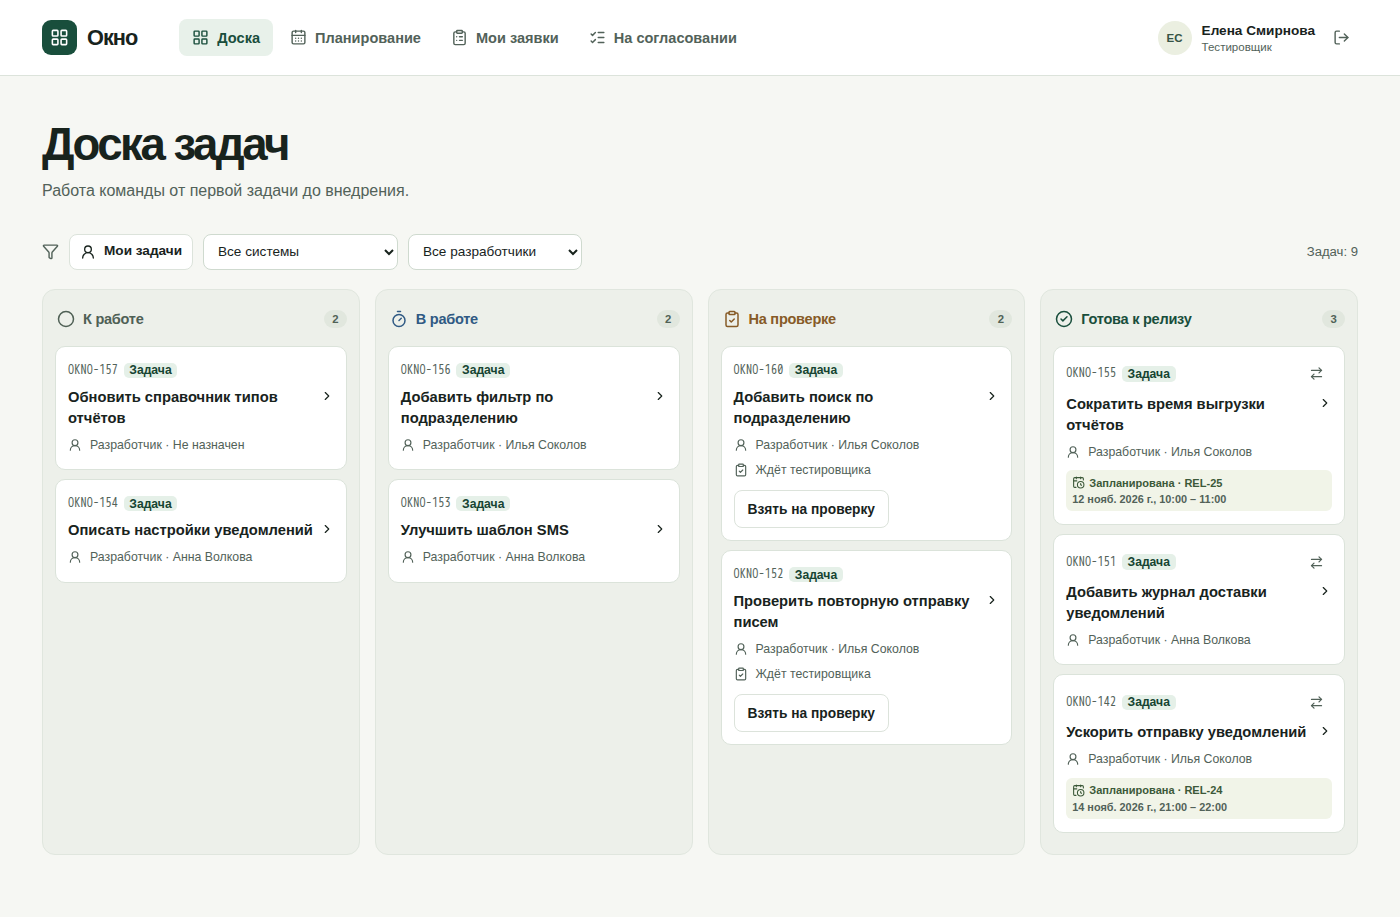 Окно
Доска
Планирование
Мои заявки
На согласовании
ЕС
Елена Смирнова
Тестировщик
Доска задач
Работа команды от первой задачи до внедрения.
Мои задачи
Все системы
Все разработчики
Задач: 9
К работе
2
OKNO-157 Задача
Обновить справочник типов
отчётов
Разработчик · Не назначен
OKNO-154 Задача
Описать настройки уведомлений
Разработчик · Анна Волкова
В работе
2
OKNO-156 Задача
Добавить фильтр по
подразделению
Разработчик · Илья Соколов
OKNO-153 Задача
Улучшить шаблон SMS
Разработчик · Анна Волкова
На проверке
2
OKNO-160 Задача
Добавить поиск по
подразделению
Разработчик · Илья Соколов
Ждёт тестировщика
Взять на проверку
OKNO-152 Задача
Проверить повторную отправку
писем
Разработчик · Илья Соколов
Ждёт тестировщика
Взять на проверку
Готова к релизу
3
OKNO-155 Задача
Сократить время выгрузки
отчётов
Разработчик · Илья Соколов
Запланирована · REL-25
12 нояб. 2026 г., 10:00 – 11:00
OKNO-151 Задача
Добавить журнал доставки
уведомлений
Разработчик · Анна Волкова
OKNO-142 Задача
Ускорить отправку уведомлений
Разработчик · Илья Соколов
Запланирована · REL-24
14 нояб. 2026 г., 21:00 – 22:00